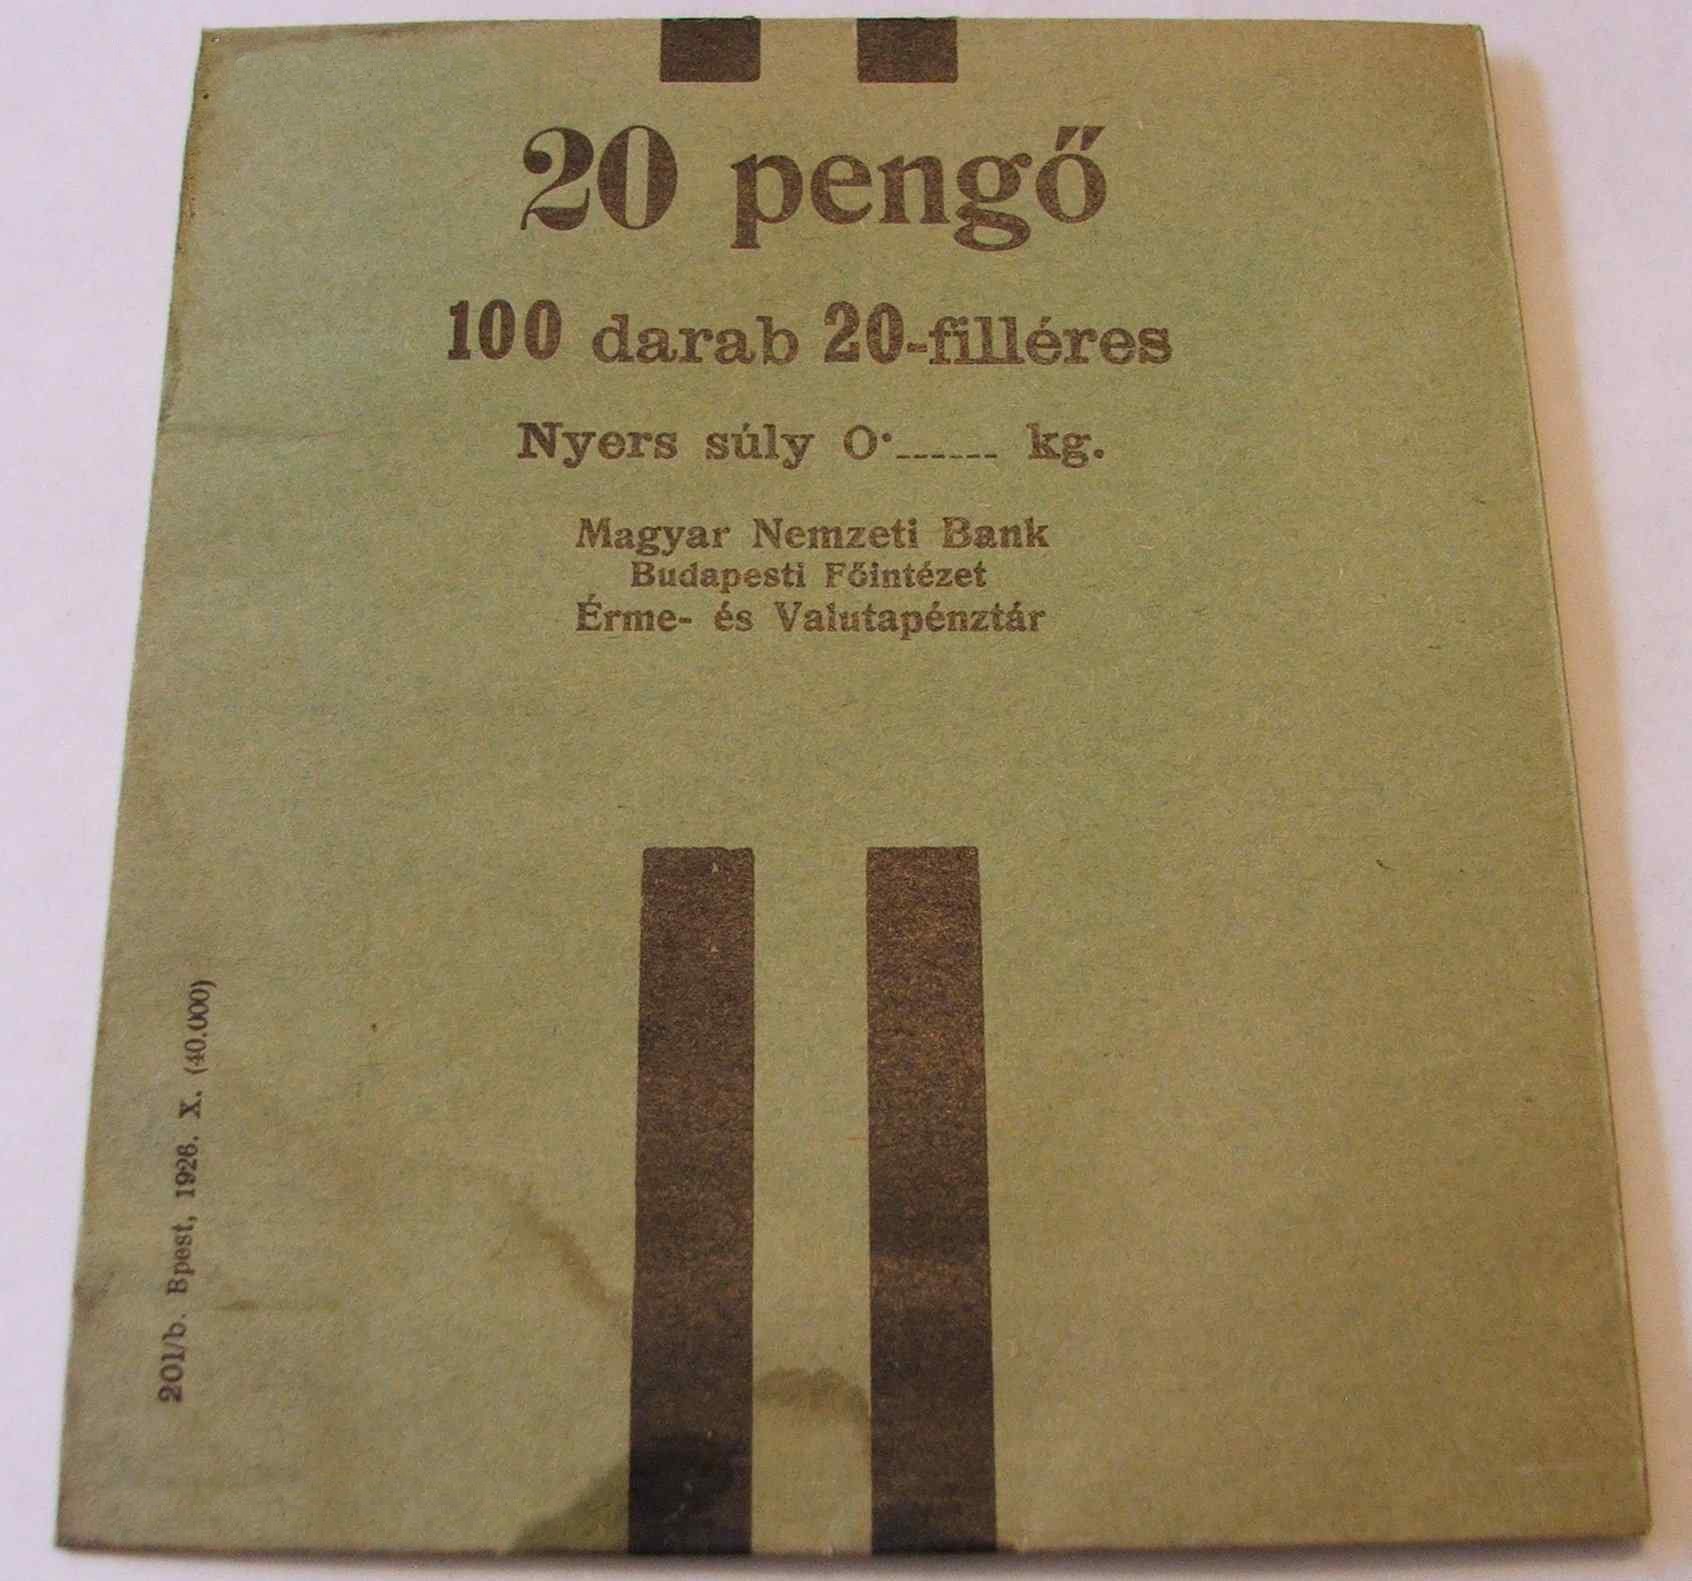 20 pengő
100 darab 20-filléres
Nyers súly 0·______ kg.
Magyar Nemzeti Bank
Budapesti Főintézet
Érme- és Valutapénztár
201/b. Bpest, 1926. X. (40.000)